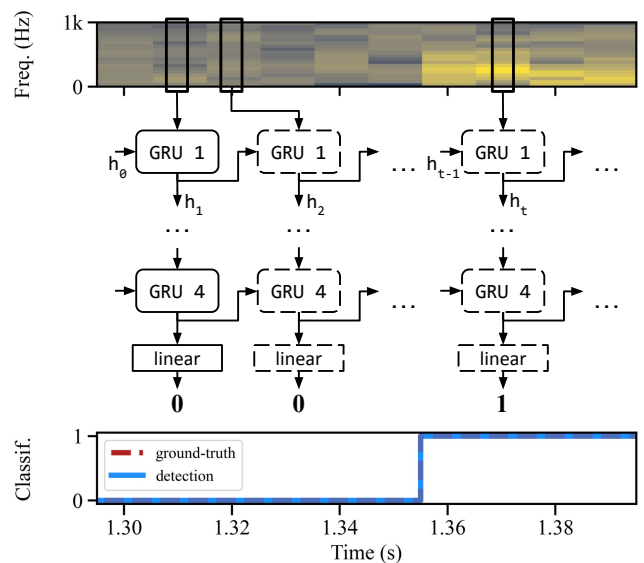 Freq. (Hz)
1k
0
GRU 1
GRU 1
...
GRU 1
...
h0
ht-1
h1
h2
ht
...
...
...
GRU 4
GRU 4
...
GRU 4
...
linear
linear
linear
0
0
1
Classif.
1
0
ground-truth
detection
1.30
1.32
1.34
1.36
1.38
Time (s)